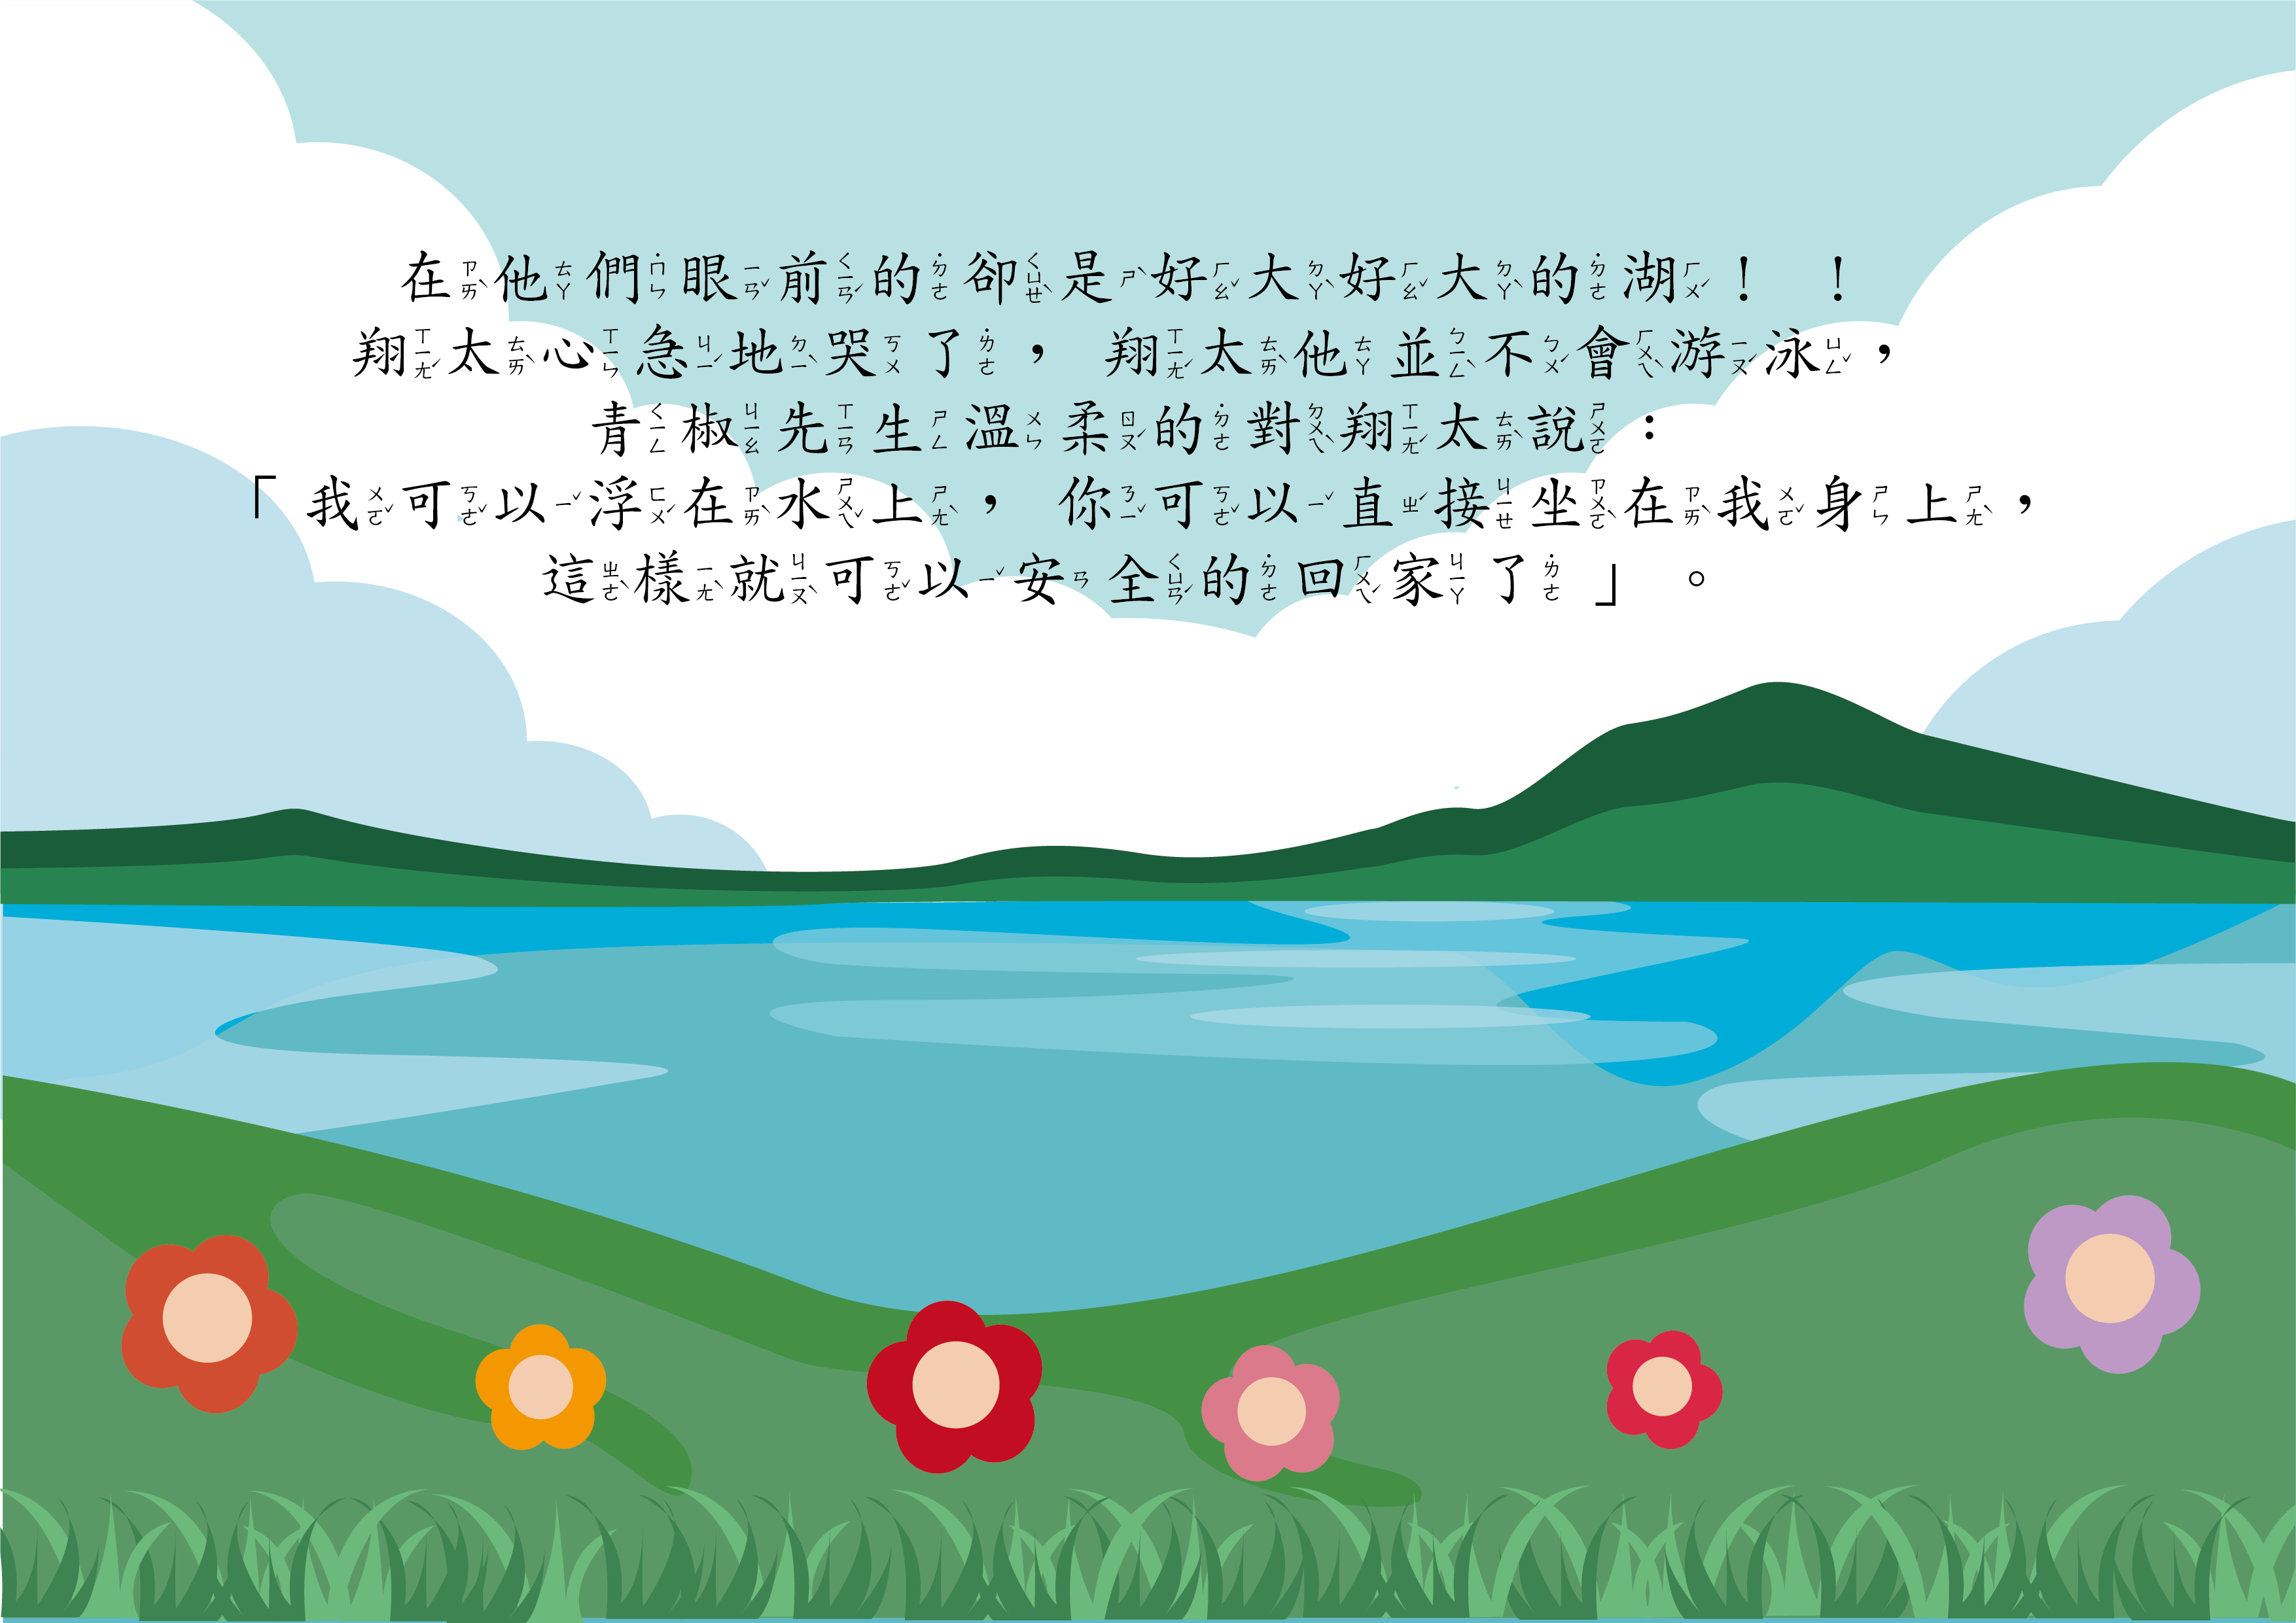 在他們眼前的卻是好大好大的湖！！
翔太心急地哭了，翔太他並不會游泳，
青椒先生溫柔的對翔太說：
「我可以浮在水上，你可以直接坐在我身上，
這樣就可以安全的回家了」。